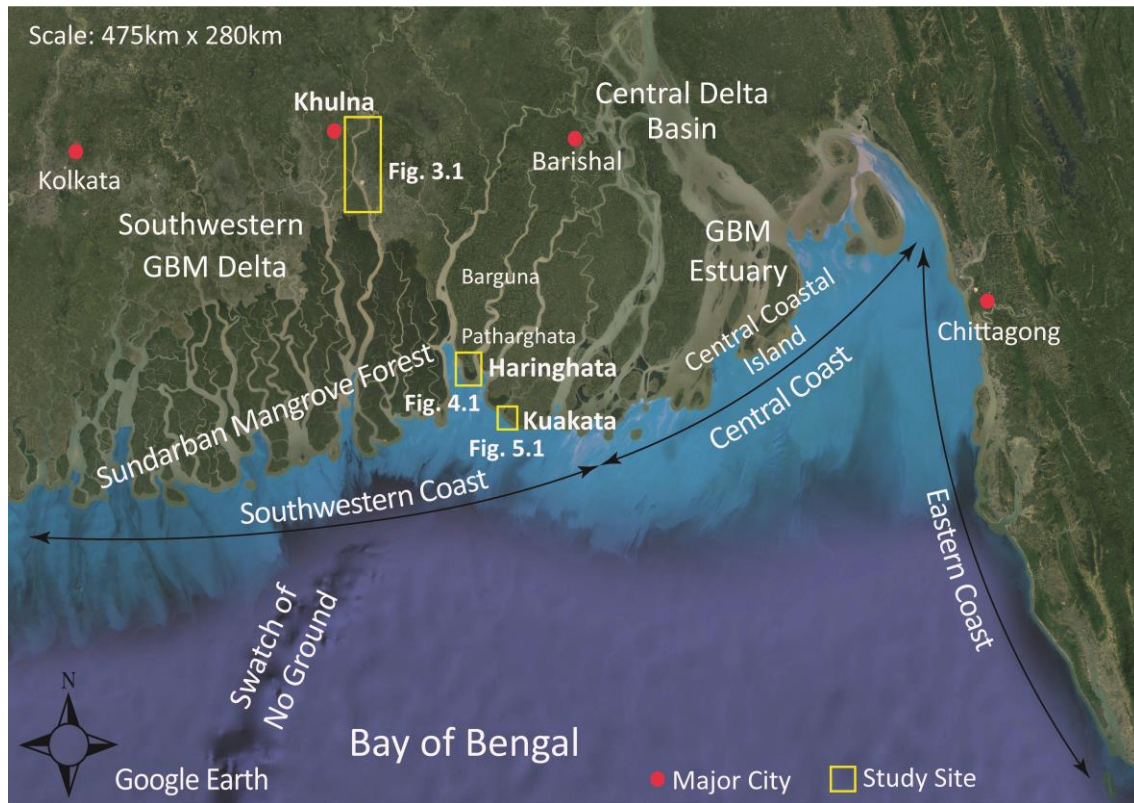 Scale: 475km x 280km
Khulna
Central Delta
Basin
Kolkata
Fig. 3.1
Barishal
Southwestern
GBM Delta
GBM
Estuary
Barguna
Chittagong
Patharghata
Haringhata
Central Coastal
Island
Sundarban Mangrove Forest
Fig. 4.1
Kuakata
Fig. 5.1
Central Coast
Southwestern Coast
Eastern Coast
Swatch of
No Ground
N
Bay of Bengal
Google Earth
Major City
Study Site